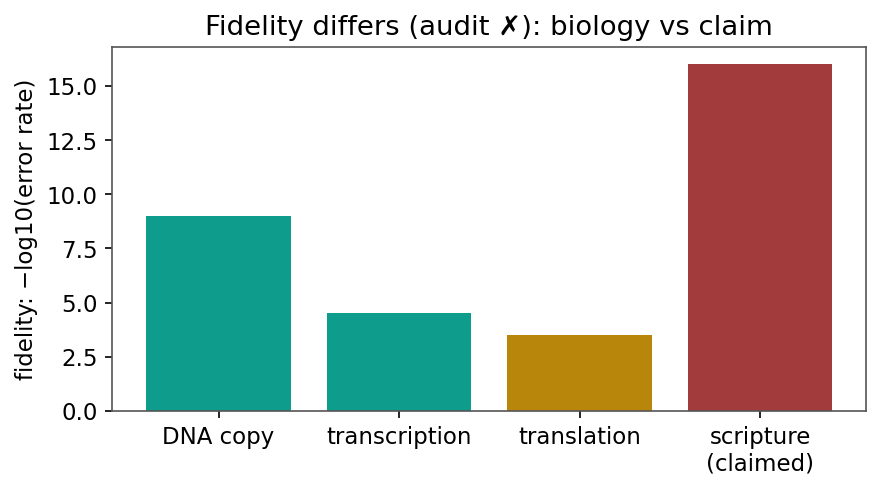 Fidelity differs (audit ✗): biology vs claim
fidelity: −log10(error rate)
15.0
12.5
10.0
7.5
5.0
2.5
0.0
DNA copy
transcription
translation
scripture
(claimed)